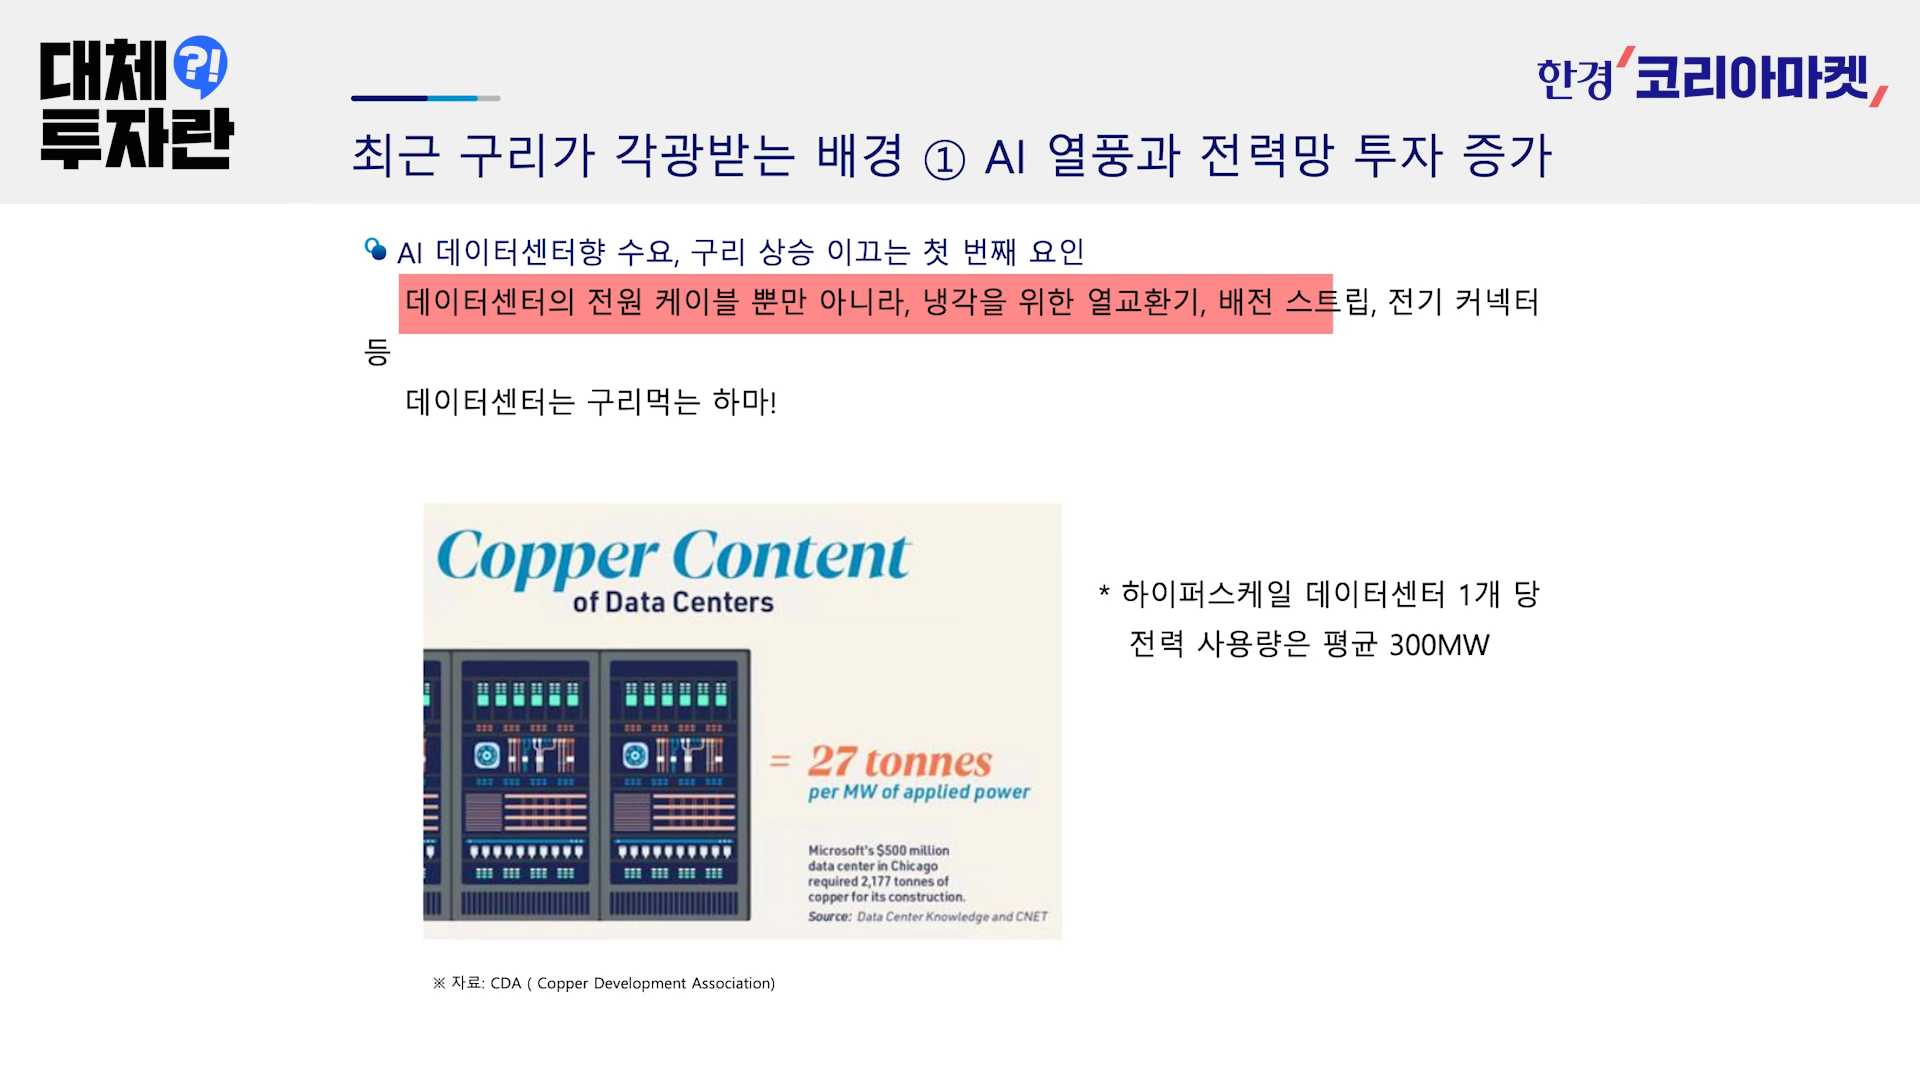 대체?!
투자란
한경 코리아마켓
최근 구리가 각광받는 배경 ① AI 열풍과 전력망 투자 증가
AI 데이터센터향 수요, 구리 상승 이끄는 첫 번째 요인
데이터센터의 전원 케이블 뿐만 아니라, 냉각을 위한 열교환기, 배전 스트립, 전기 커넥터
등
데이터센터는 구리먹는 하마!
Copper Content
of Data Centers
= 27 tonnes
per MW of applied power
Microsoft's $500 million
data center in Chicago
required 2,177 tonnes of
copper for its construction.
Source: Data Center Knowledge and CNET
* 하이퍼스케일 데이터센터 1개 당
전력 사용량은 평균 300MW
※ 자료: CDA ( Copper Development Association)